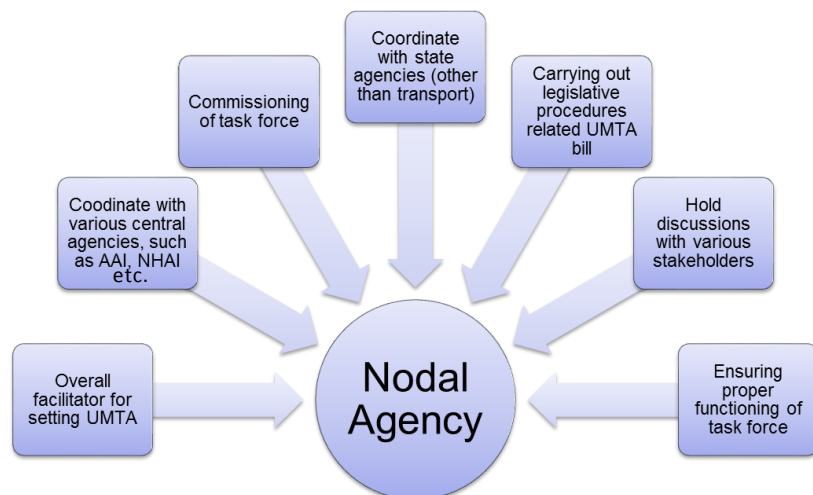 Overall
facilitator for
setting UMTA
Coodinate with
various central
agencies, such
as AAI, NHAI
etc.
Commissioning
of task force
Coordinate
with state
agencies (other
than transport)
Carrying out
legislative
procedures
related UMTA
bill
Hold
discussions
with various
stakeholders
Ensuring
proper
functioning of
task force
Nodal
Agency